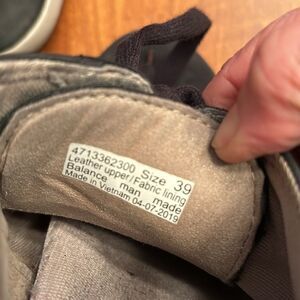 4713362300 Size 39
Leather upper/Fabric lining
Balance man made
Made in Vietnam 04-07-2019